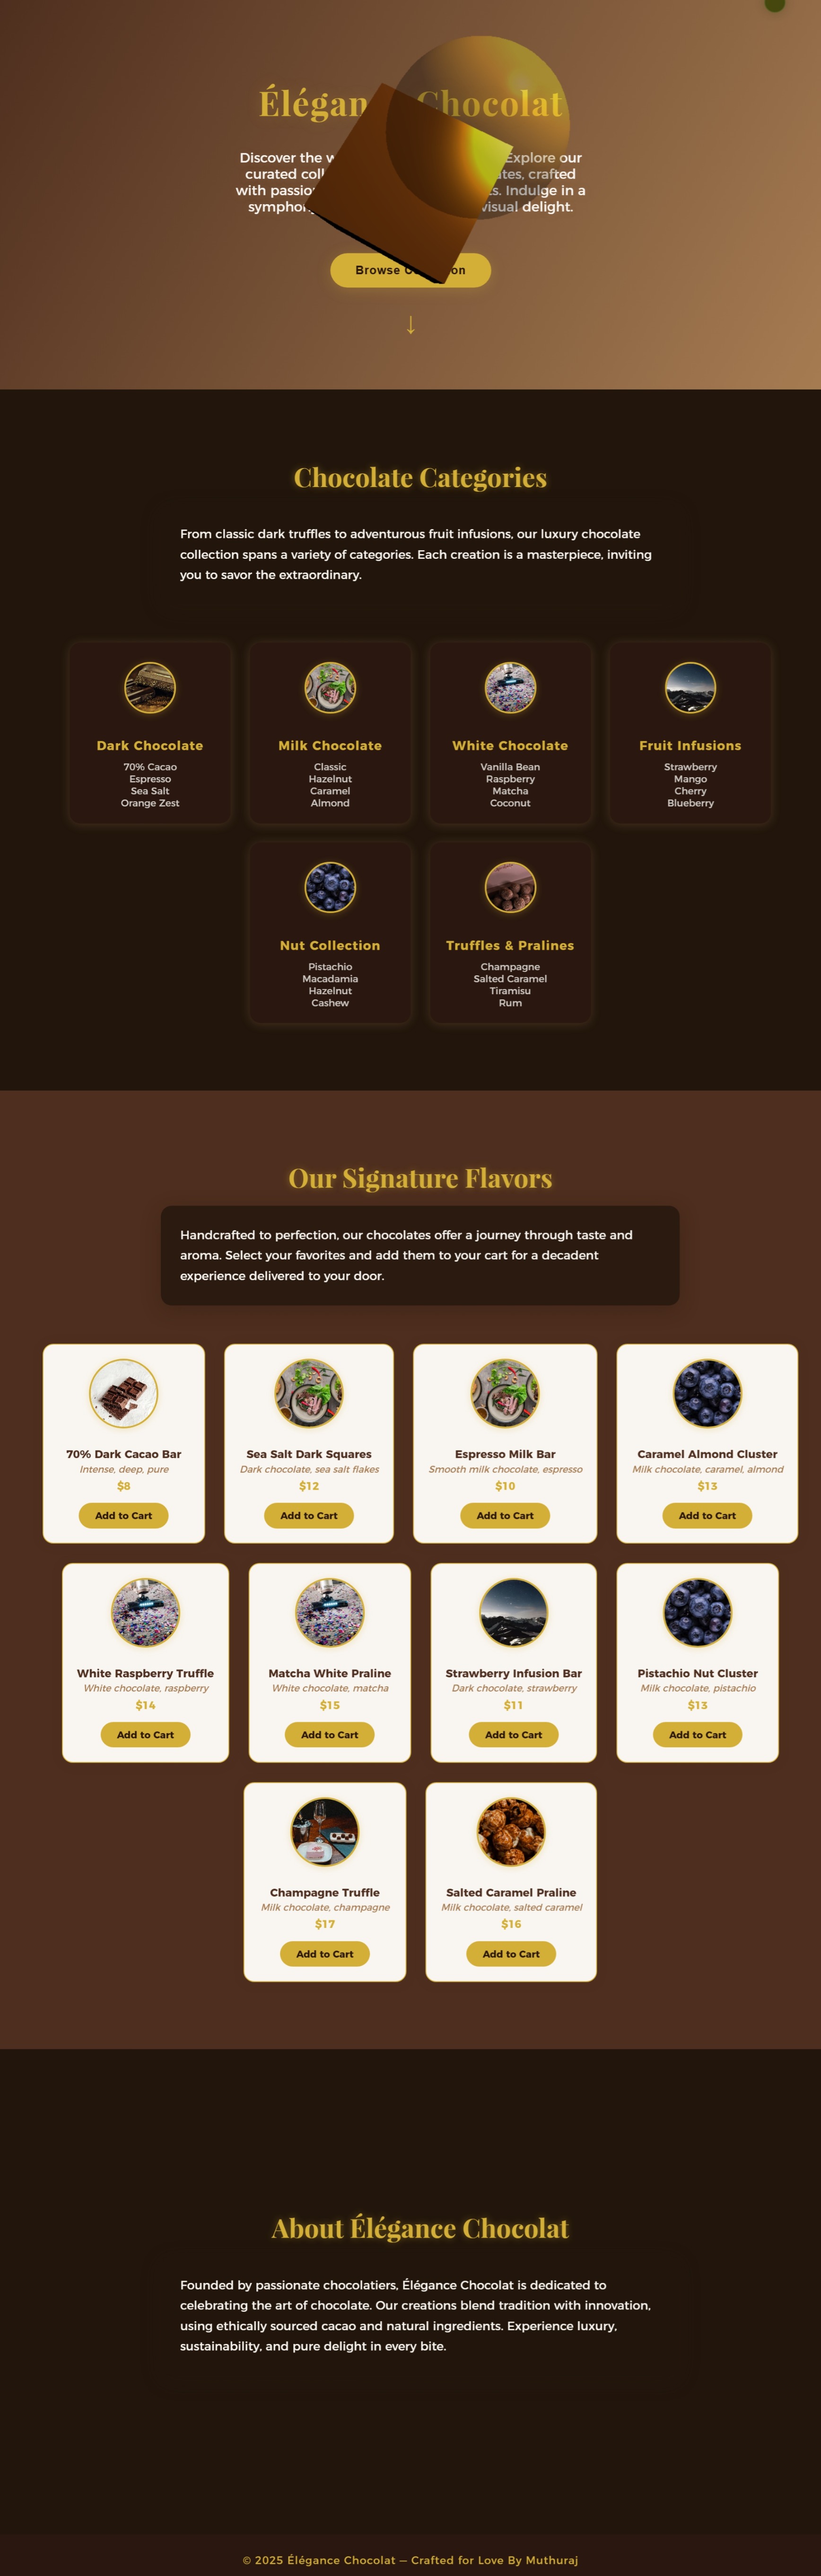 Élégan Chocolat
Discover the Explore our
curated crafted
with Indulge in a
visual delight.
Browse
↓
Chocolate Categories
From classic dark truffles to adventurous fruit infusions, our luxury chocolate
collection spans a variety of categories. Each creation is a masterpiece, inviting
you to savor the extraordinary.
Dark Chocolate
70% Cacao
Espresso
Sea Salt
Orange Zest
Milk Chocolate
Classic
Hazelnut
Caramel
Almond
White Chocolate
Vanilla Bean
Raspberry
Matcha
Coconut
Fruit Infusions
Strawberry
Mango
Cherry
Blueberry
Nut Collection
Pistachio
Macadamia
Hazelnut
Cashew
Truffles & Pralines
Champagne
Salted Caramel
Tiramisu
Rum
Our Signature Flavors
Handcrafted to perfection, our chocolates offer a journey through taste and
aroma. Select your favorites and add them to your cart for a decadent
experience delivered to your door.
70% Dark Cacao Bar
Intense, deep, pure
$8
Add to Cart
Sea Salt Dark Squares
Dark chocolate, sea salt flakes
$12
Add to Cart
Espresso Milk Bar
Smooth milk chocolate, espresso
$10
Add to Cart
Caramel Almond Cluster
Milk chocolate, caramel, almond
$13
Add to Cart
White Raspberry Truffle
White chocolate, raspberry
$14
Add to Cart
Matcha White Praline
White chocolate, matcha
$15
Add to Cart
Strawberry Infusion Bar
Dark chocolate, strawberry
$11
Add to Cart
Pistachio Nut Cluster
Milk chocolate, pistachio
$13
Add to Cart
Champagne Truffle
Milk chocolate, champagne
$17
Add to Cart
Salted Caramel Praline
Milk chocolate, salted caramel
$16
Add to Cart
About Élégance Chocolat
Founded by passionate chocolatiers, Élégance Chocolat is dedicated to
celebrating the art of chocolate. Our creations blend tradition with innovation,
using ethically sourced cacao and natural ingredients. Experience luxury,
sustainability, and pure delight in every bite.
© 2025 Élégance Chocolat — Crafted for Love By Muthuraj